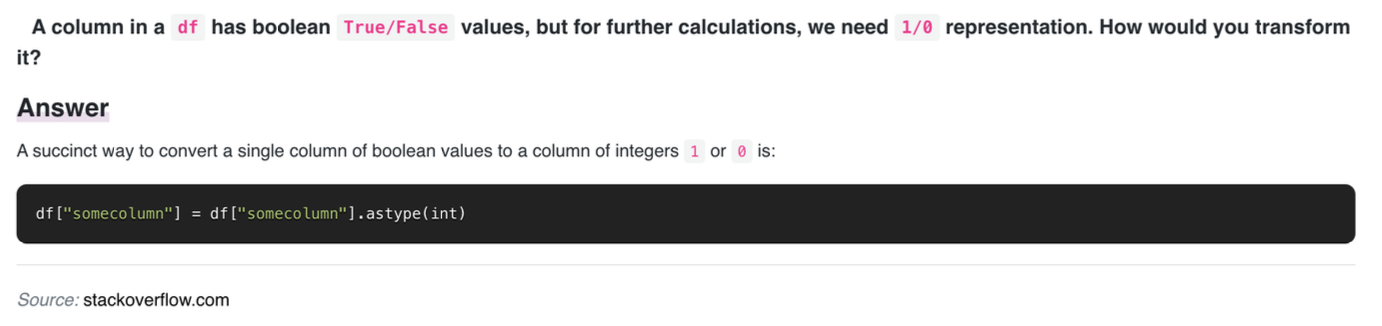 A column in a df has boolean True/False values, but for further calculations, we need 1/0 representation. How would you transform
it?
Answer
A succinct way to convert a single column of boolean values to a column of integers 1 or 0 is:
df["somecolumn"] = df["somecolumn"].astype(int)
Source: stackoverflow.com